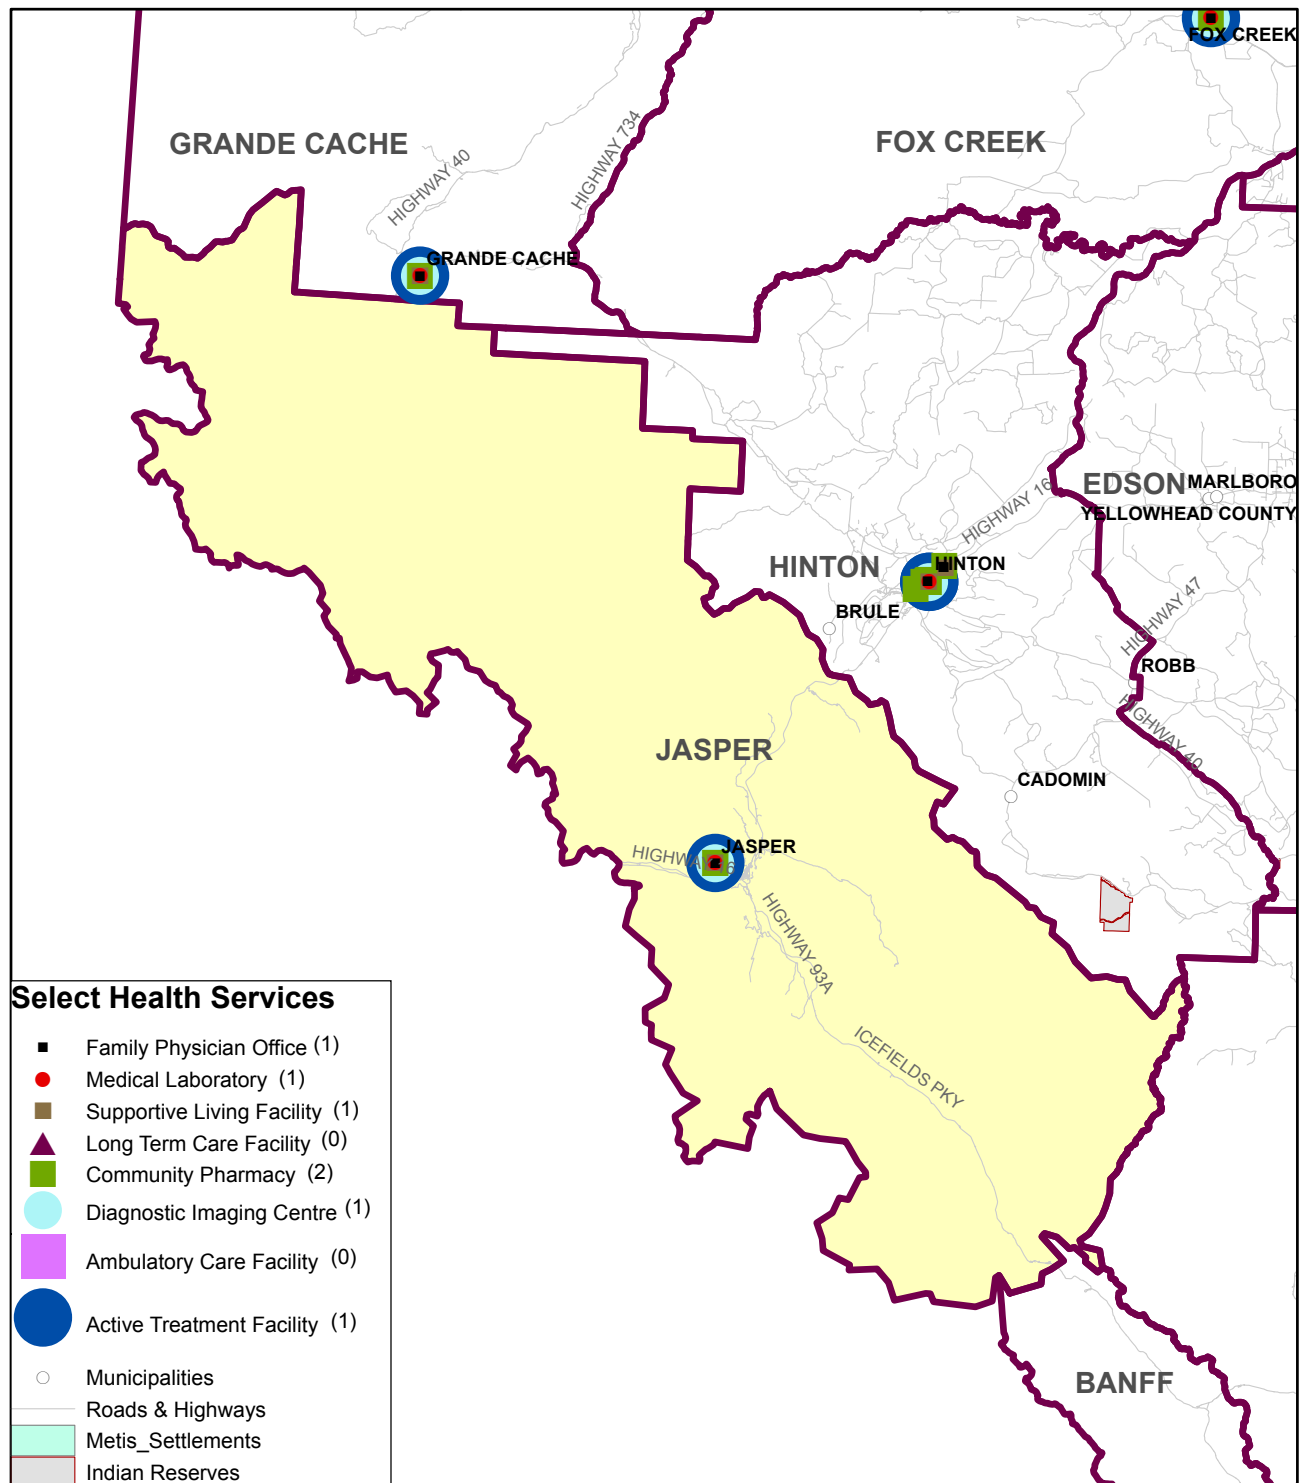 FOX CREEK
GRANDE CACHE
FOX CREEK
HIGHWAY 734
HIGHWAY 40
GRANDE CACHE
EDSON
MARLBORO
YELLOWHEAD COUNTY
HIGHWAY 16
HINTON
HINTON
BRULE
HIGHWAY 47
ROBB
HIGHWAY 40
JASPER
CADOMIN
JASPER
HIGHWAY 16
HIGHWAY 93A
ICEFIELDS PKY
BANFF
Select Health Services
Family Physician Office (1)
Medical Laboratory (1)
Supportive Living Facility (1)
Long Term Care Facility (0)
Community Pharmacy (2)
Diagnostic Imaging Centre (1)
Ambulatory Care Facility (0)
Active Treatment Facility (1)
Municipalities
Roads & Highways
Metis_Settlements
Indian Reserves